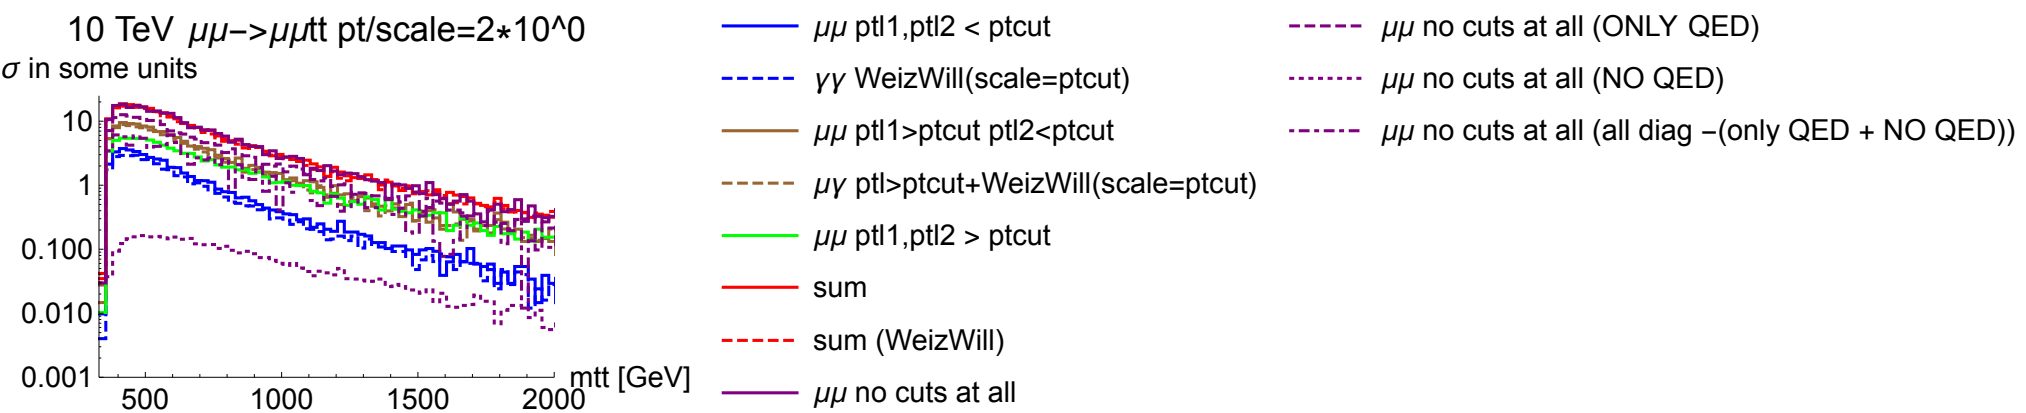 10 TeV μμ−>μμtt pt/scale=2*10^0
σ in some units
10
1
0.100
0.010
0.001
500
1000
1500
2000
mtt [GeV]
μμ ptl1,ptl2 < ptcut
γγ WeizWill(scale=ptcut)
μμ ptl1>ptcut ptl2<ptcut
μγ ptl>ptcut+WeizWill(scale=ptcut)
μμ ptl1,ptl2 > ptcut
sum
sum (WeizWill)
μμ no cuts at all
μμ no cuts at all (ONLY QED)
μμ no cuts at all (NO QED)
μμ no cuts at all (all diag −(only QED + NO QED))